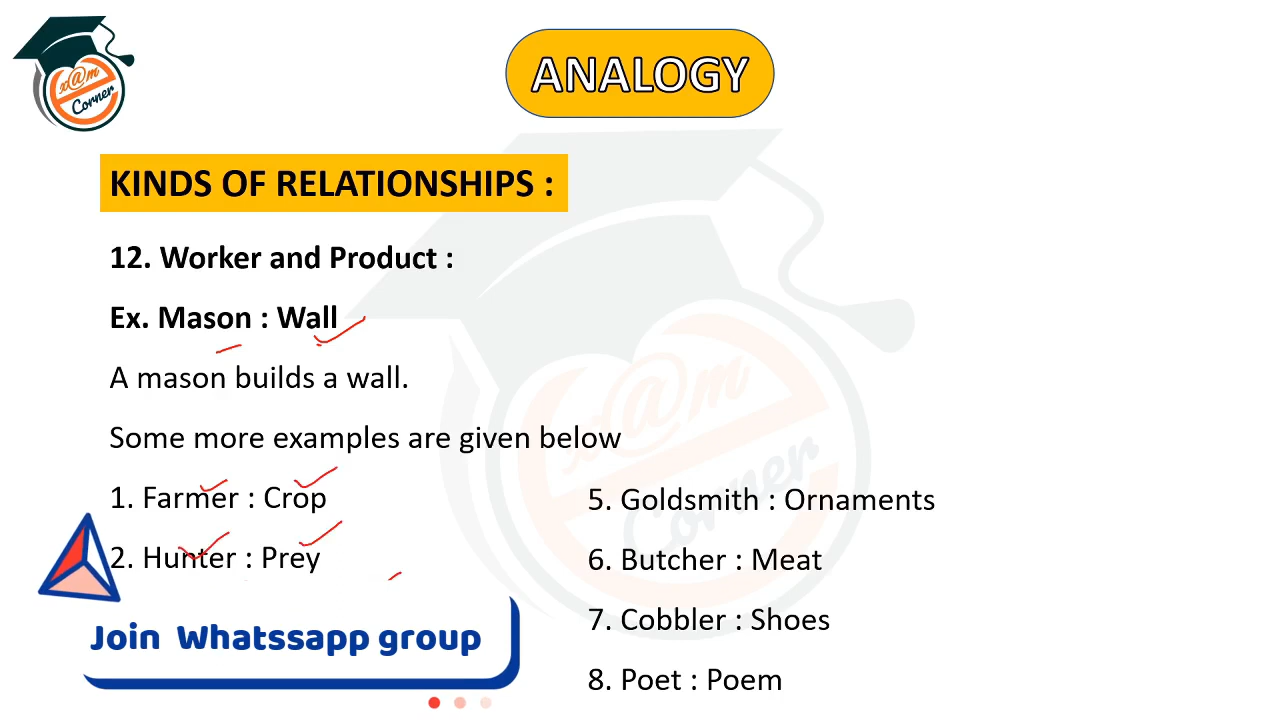 x@m
Corner
ANALOGY
KINDS OF RELATIONSHIPS :
12. Worker and Product :
Ex. Mason : Wall
A mason builds a wall.
Some more examples are given below
1. Farmer : Crop
2. Hunter : Prey
Join Whatssapp group
5. Goldsmith : Ornaments
6. Butcher : Meat
7. Cobbler : Shoes
8. Poet : Poem
x@m
Corner